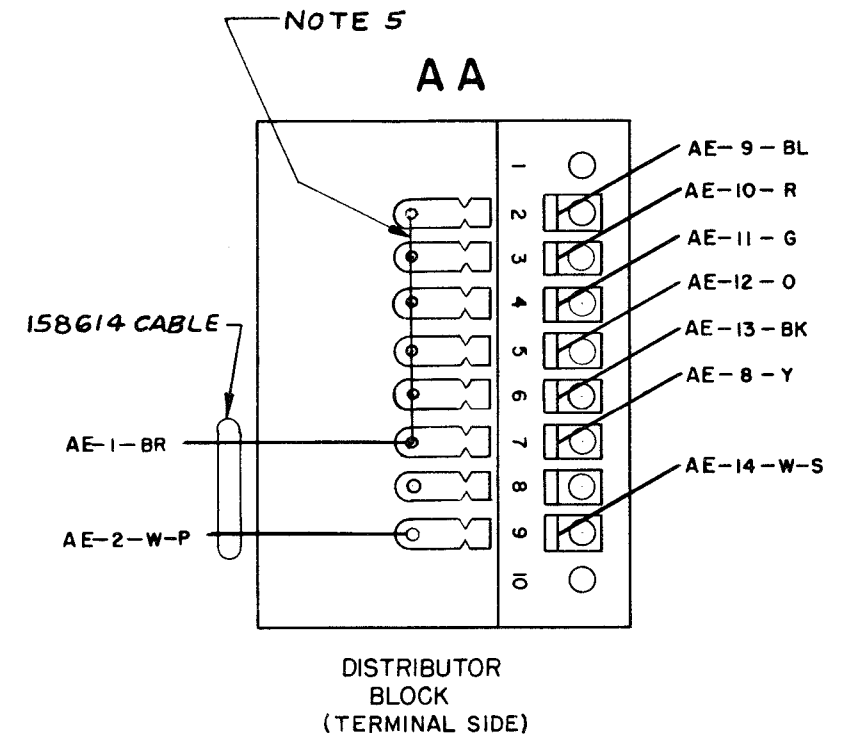 NOTE 5
AA
AE-9-BL
AE-10-R
AE-11-G
AE-12-O
AE-13-BK
AE-8-Y
AE-14-W-S
1
2
3
4
5
6
7
8
9
10
158614 CABLE
AE-1-BR
AE-2-W-P
DISTRIBUTOR
BLOCK
(TERMINAL SIDE)